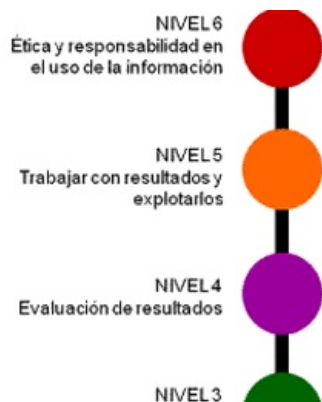 NIVEL 6
Ética y responsabilidad en
el uso de la información
NIVEL 5
Trabajar con resultados y
explotarlos
NIVEL 4
Evaluación de resultados
NIVEL 3